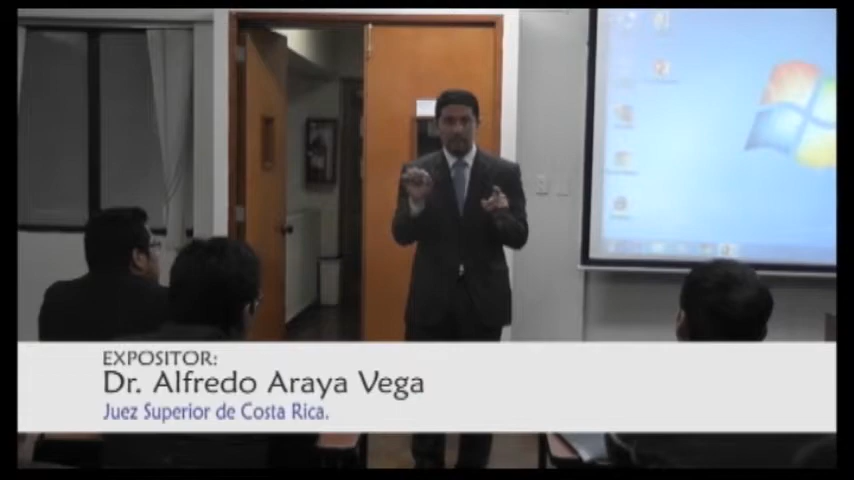 EXPOSITOR:
Dr. Alfredo Araya Vega
Juez Superior de Costa Rica.